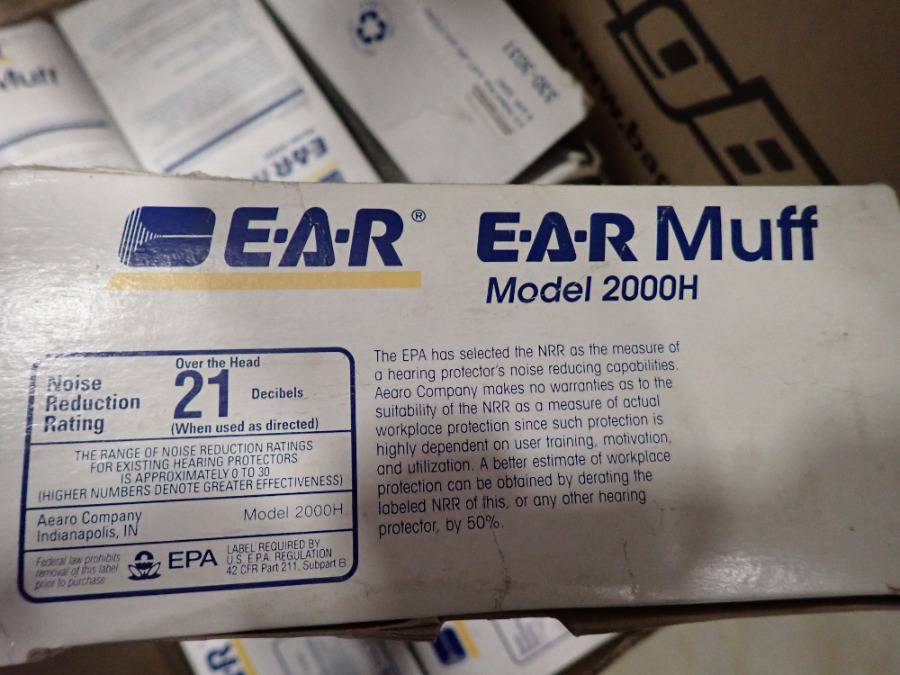 Muff
330-3031
E·A·R
E·A·R®
E·A·R Muff
Model 2000H
Noise
Reduction
Rating
Over the Head
21
Decibels
(When used as directed)
THE RANGE OF NOISE REDUCTION RATINGS
FOR EXISTING HEARING PROTECTORS
IS APPROXIMATELY 0 TO 30
(HIGHER NUMBERS DENOTE GREATER EFFECTIVENESS)
Aearo Company
Indianapolis, IN
Model 2000H
Federal law prohibits
removal of this label
prior to purchase
EPA
LABEL REQUIRED BY
U.S. E.P.A. REGULATION
42 CFR Part 211, Subpart B
The EPA has selected the NRR as the measure of
a hearing protector's noise reducing capabilities.
Aearo Company makes no warranties as to the
suitability of the NRR as a measure of actual
workplace protection since such protection is
highly dependent on user training, motivation,
and utilization. A better estimate of workplace
protection can be obtained by derating the
labeled NRR of this, or any other hearing
protector, by 50%.